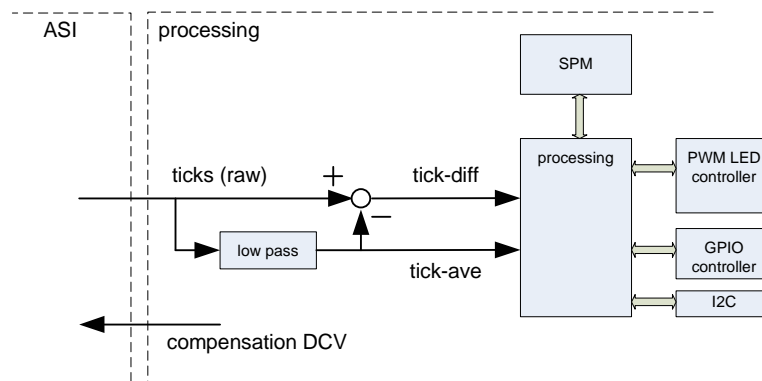 ASI
processing
SPM
processing
PWM LED
controller
ticks (raw)
+
tick-diff
−
low pass
tick-ave
GPIO
controller
I2C
compensation DCV